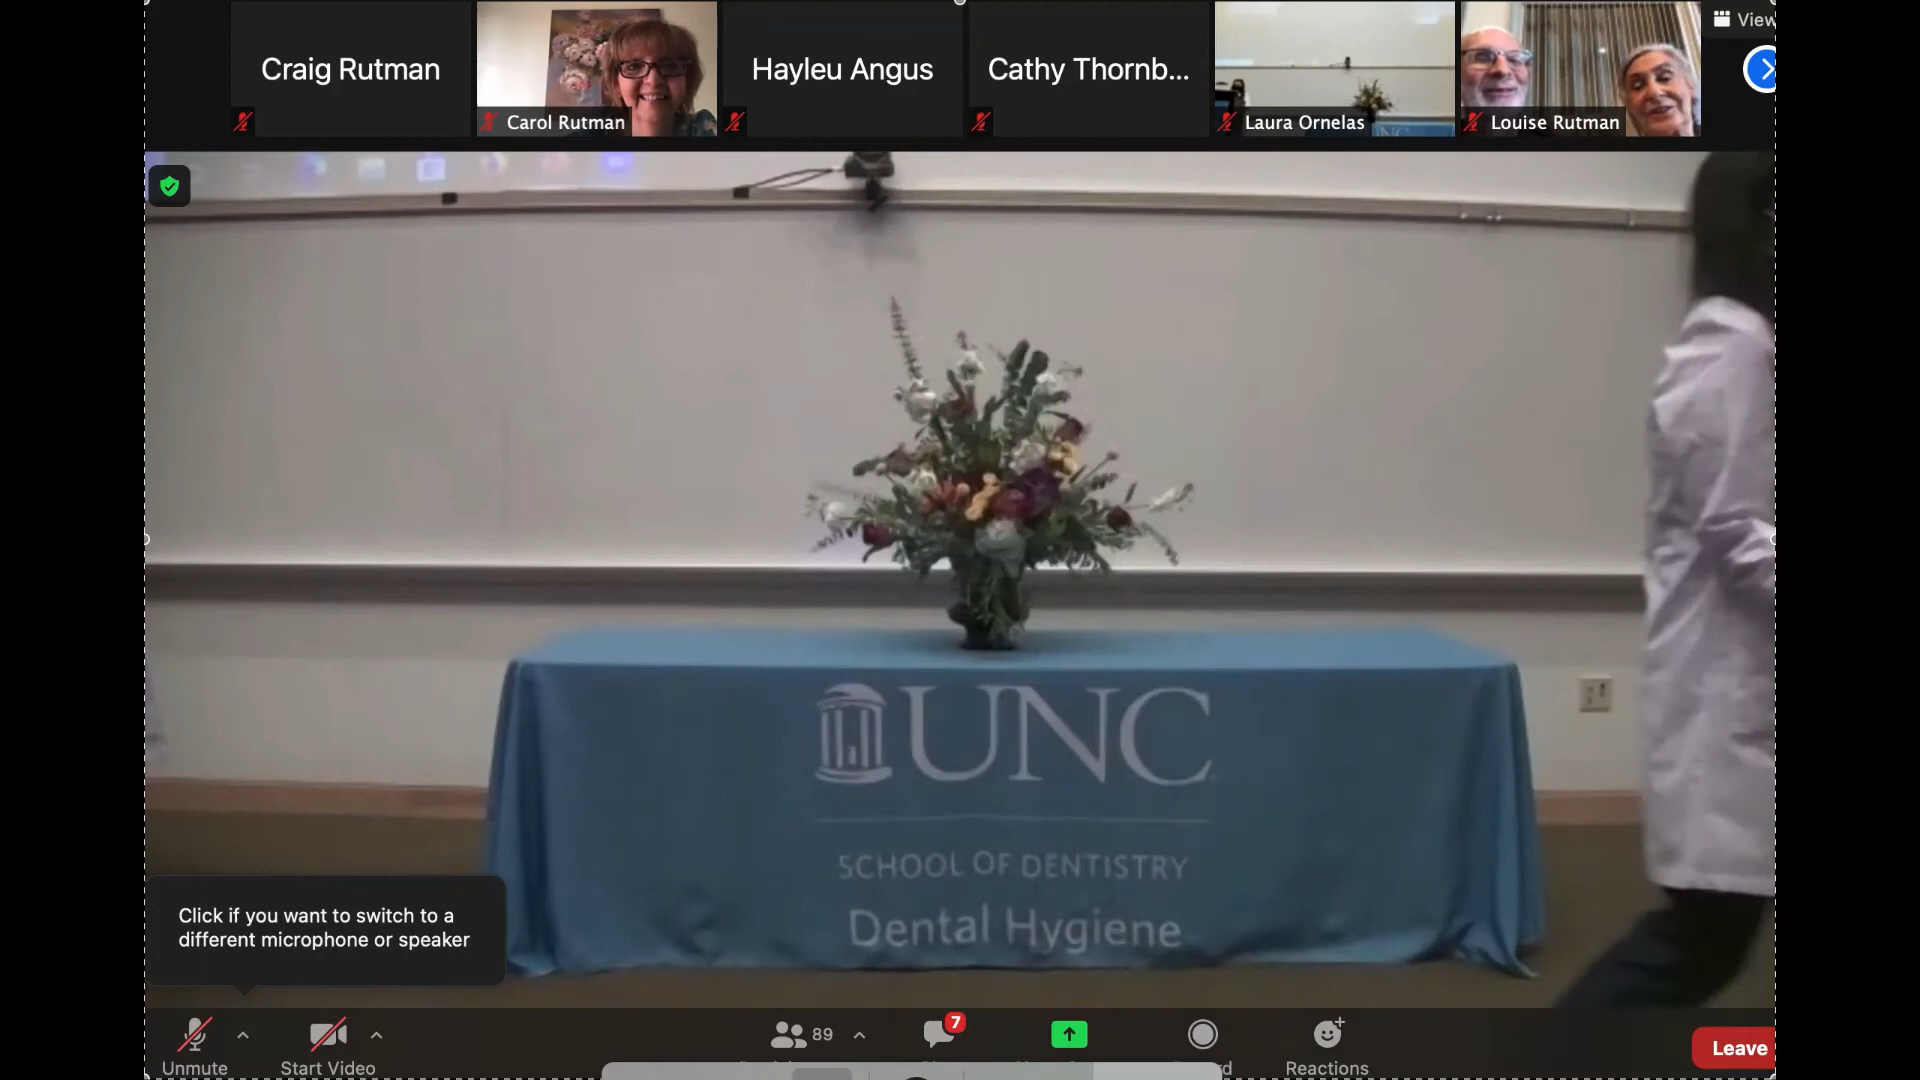 View
Craig Rutman
Carol Rutman
Hayleu Angus
Cathy Thornb...
Laura Ornelas
Louise Rutman
UNC
UNC
SCHOOL OF DENTISTRY
Dental Hygiene
Click if you want to switch to a
different microphone or speaker
89
7
Unmute
Start Video
Reactions
Leave